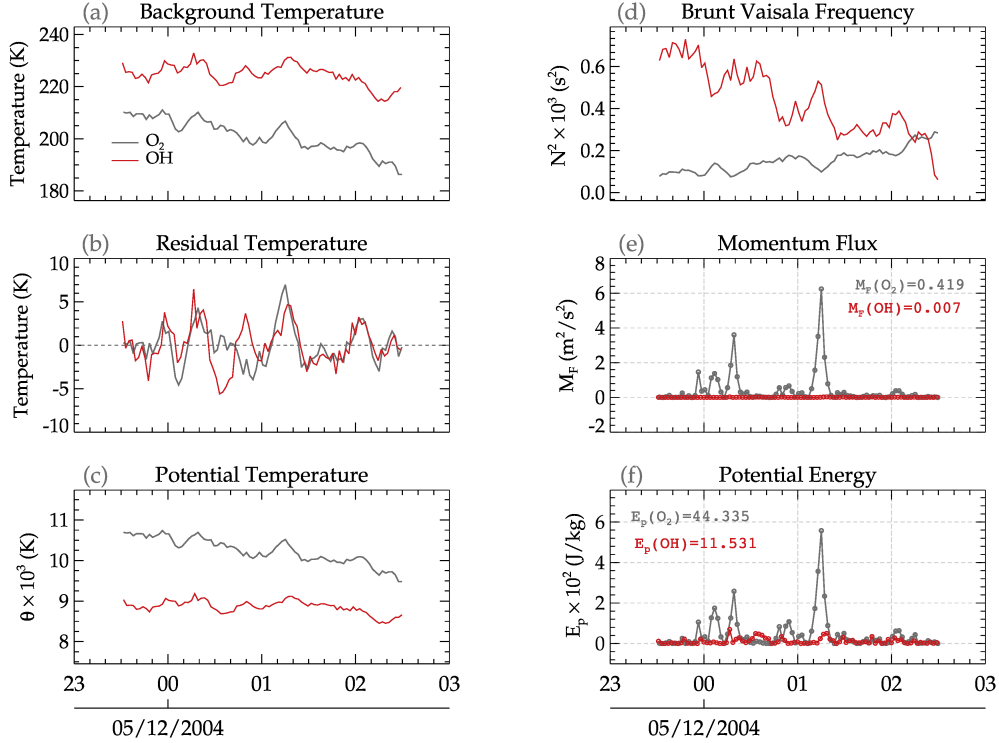 (a) Background Temperature
Temperature (K)
240
220
200
180
O₂
OH
(b) Residual Temperature
Temperature (K)
10
5
0
-5
-10
(c) Potential Temperature
θ × 10³ (K)
11
10
9
8
23 00 01 02 03
05/12/2004
(d) Brunt Vaisala Frequency
N² × 10³ (s²)
0.6
0.4
0.2
0.0
(e) Momentum Flux
M_F (m²/s²)
8
6
4
2
0
-2
M_F(O₂)=0.419
M_F(OH)=0.007
(f) Potential Energy
E_p × 10² (J/kg)
6
4
2
0
E_p(O₂)=44.335
E_p(OH)=11.531
23 00 01 02 03
05/12/2004